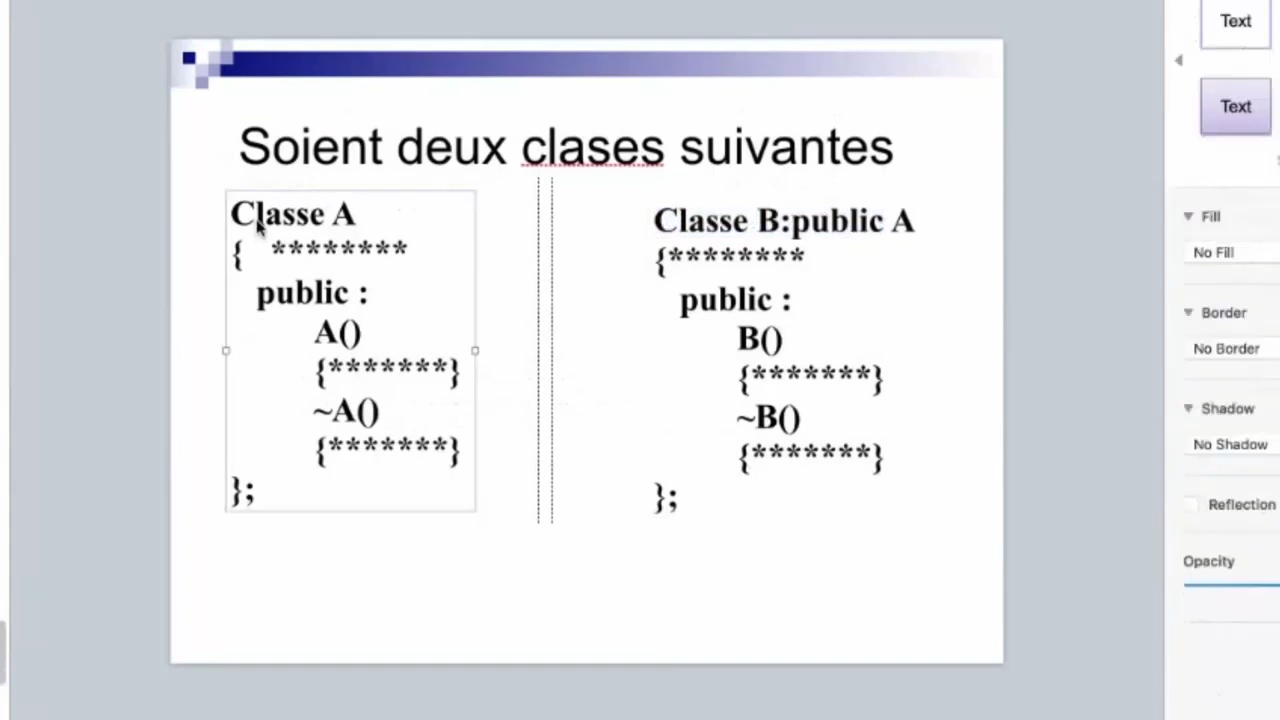 Soient deux clases suivantes
Classe A
{ ********
public :
A()
{*******}
~A()
{*******}
};
Classe B:public A
{********
public :
B()
{*******}
~B()
{*******}
};
Text
Text
Fill
No Fill
Border
No Border
Shadow
No Shadow
Reflection
Opacity